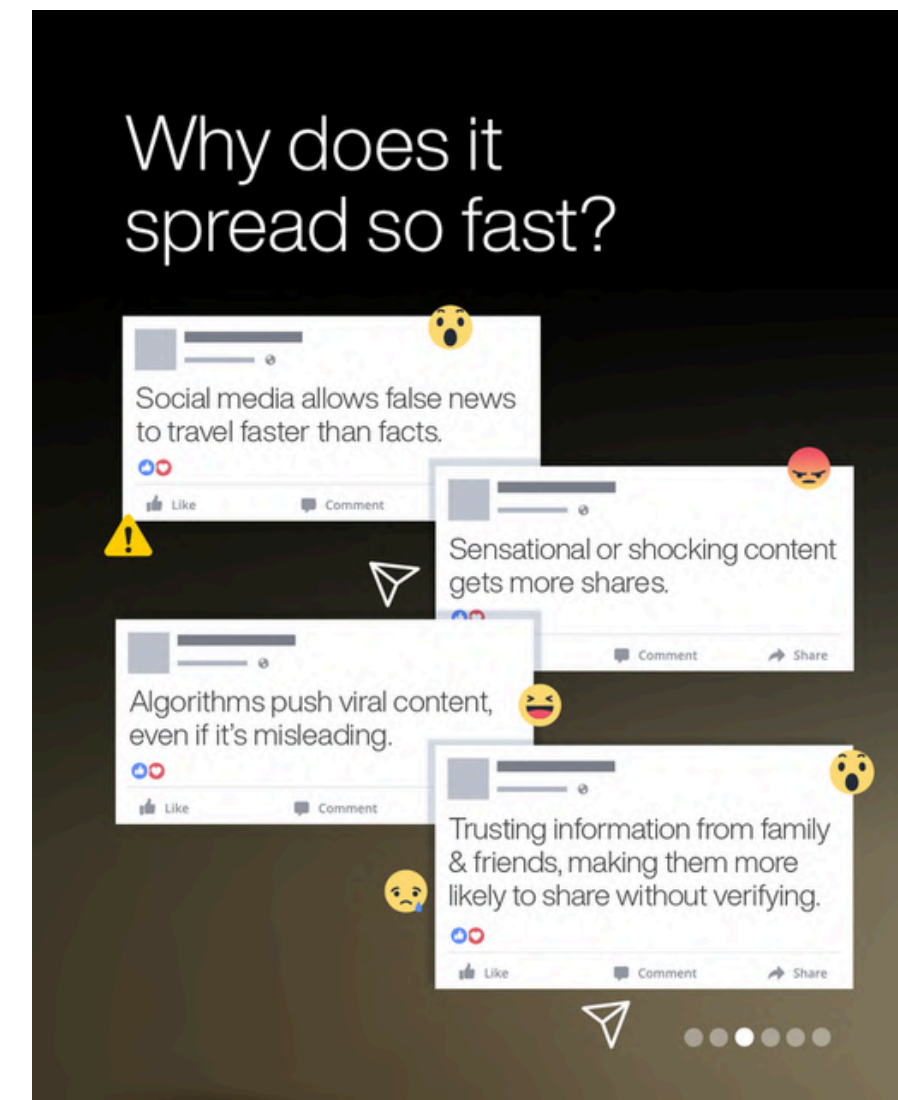 Why does it
spread so fast?
Social media allows false news
to travel faster than facts.
Like
Comment
Sensational or shocking content
gets more shares.
Comment
Share
Algorithms push viral content,
even if it's misleading.
Like
Comment
Trusting information from family
& friends, making them more
likely to share without verifying.
Like
Comment
Share